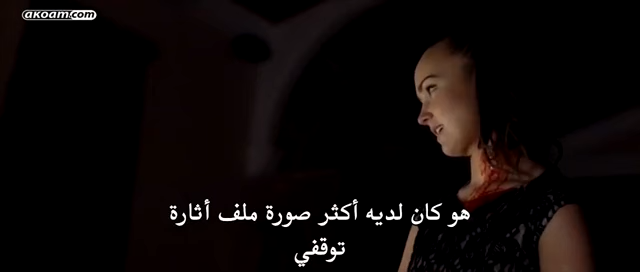 akoam.com
هو كان لديه أكثر صورة ملف أثارة
توقفي